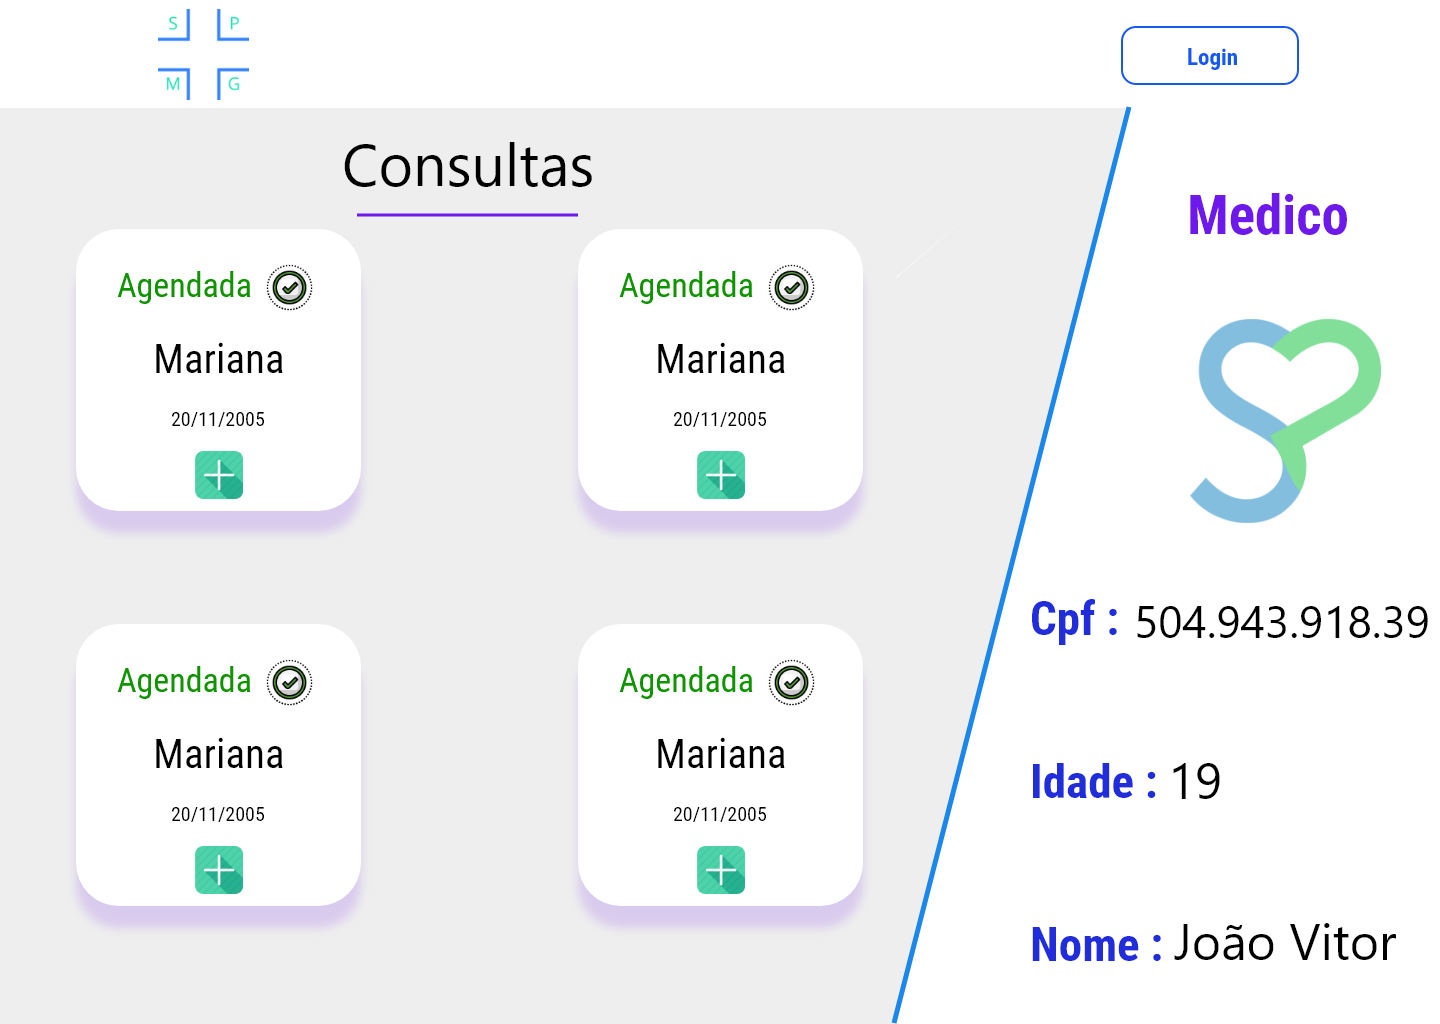 S P
M G
Login
Consultas
Agendada
Mariana
20/11/2005
Agendada
Mariana
20/11/2005
Agendada
Mariana
20/11/2005
Agendada
Mariana
20/11/2005
Medico
Cpf : 504.943.918.39
Idade : 19
Nome : João Vitor